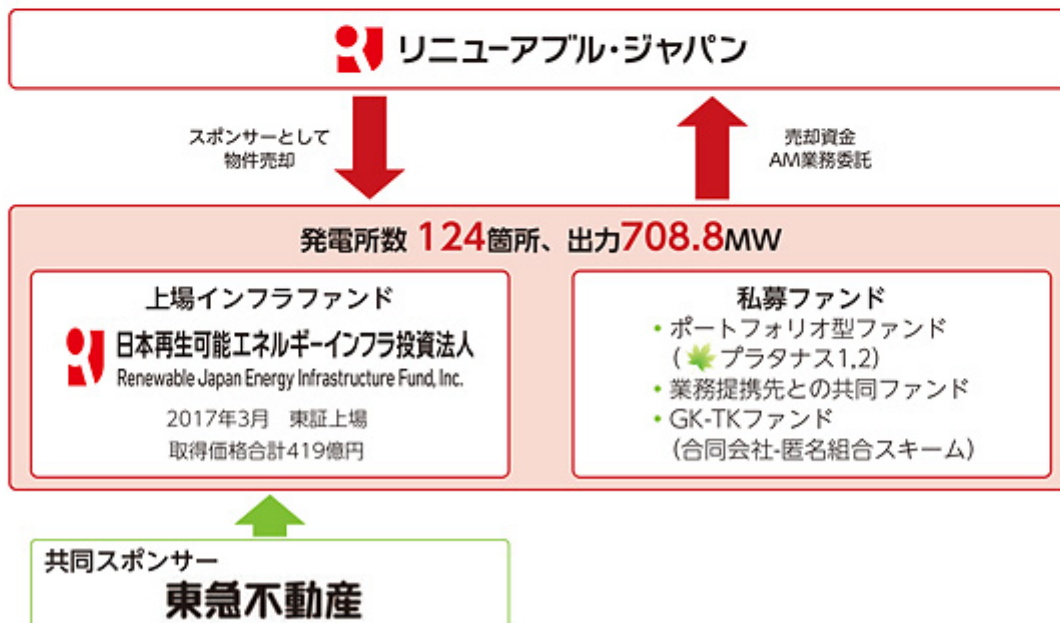 リニューアブル・ジャパン
スポンサーとして
物件売却
売却資金
AM業務委託
発電所数 124箇所、出力708.8MW
上場インフラファンド
日本再生可能エネルギーインフラ投資法人
Renewable Japan Energy Infrastructure Fund, Inc.
2017年3月 東証上場
取得価格合計419億円
私募ファンド
・ポートフォリオ型ファンド
(プラタナス1,2)
・業務提携先との共同ファンド
・GK-TKファンド
(合同会社-匿名組合スキーム)
共同スポンサー
東急不動産